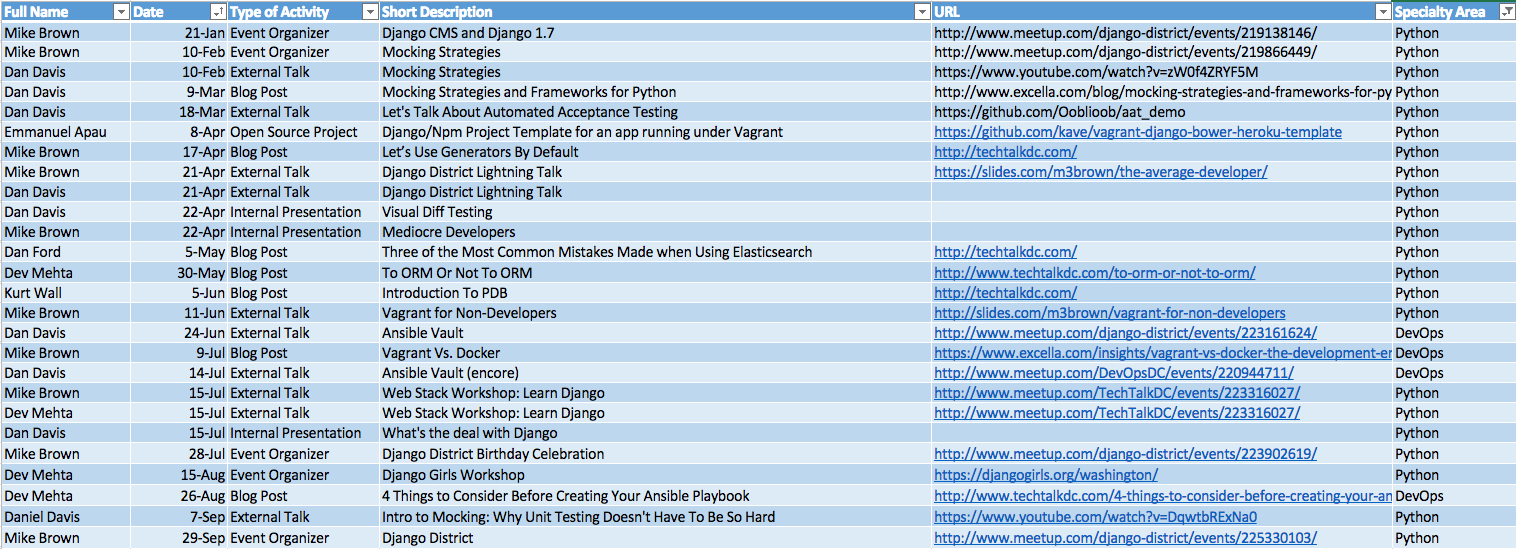 Full Name Date Type of Activity Short Description URL Specialty Area
Mike Brown 21-Jan Event Organizer Django CMS and Django 1.7 http://www.meetup.com/django-district/events/219138146/ Python
Mike Brown 10-Feb Event Organizer Mocking Strategies http://www.meetup.com/django-district/events/219866449/ Python
Dan Davis 10-Feb External Talk Mocking Strategies https://www.youtube.com/watch?v=zW0f4ZRYF5M Python
Dan Davis 9-Mar Blog Post Mocking Strategies and Frameworks for Python http://www.excella.com/blog/mocking-strategies-and-frameworks-for-py Python
Dan Davis 18-Mar External Talk Let's Talk About Automated Acceptance Testing https://github.com/Ooblioob/aat_demo Python
Emmanuel Apau 8-Apr Open Source Project Django/Npm Project Template for an app running under Vagrant https://github.com/kave/vagrant-django-bower-heroku-template Python
Mike Brown 17-Apr Blog Post Let’s Use Generators By Default http://techtalkdc.com/ Python
Mike Brown 21-Apr External Talk Django District Lightning Talk https://slides.com/m3brown/the-average-developer/ Python
Dan Davis 21-Apr External Talk Django District Lightning Talk Python
Dan Davis 22-Apr Internal Presentation Visual Diff Testing Python
Mike Brown 22-Apr Internal Presentation Mediocre Developers Python
Dan Ford 5-May Blog Post Three of the Most Common Mistakes Made when Using Elasticsearch http://techtalkdc.com/ Python
Dev Mehta 30-May Blog Post To ORM Or Not To ORM http://www.techtalkdc.com/to-orm-or-not-to-orm/ Python
Kurt Wall 5-Jun Blog Post Introduction To PDB http://techtalkdc.com/ Python
Mike Brown 11-Jun External Talk Vagrant for Non-Developers http://slides.com/m3brown/vagrant-for-non-developers Python
Dan Davis 24-Jun External Talk Ansible Vault http://www.meetup.com/django-district/events/223161624/ DevOps
Mike Brown 9-Jul Blog Post Vagrant Vs. Docker https://www.excella.com/insights/vagrant-vs-docker-the-development-er DevOps
Dan Davis 14-Jul External Talk Ansible Vault (encore) http://www.meetup.com/DevOpsDC/events/220944711/ DevOps
Mike Brown 15-Jul External Talk Web Stack Workshop: Learn Django http://www.meetup.com/TechTalkDC/events/223316027/ Python
Dev Mehta 15-Jul External Talk Web Stack Workshop: Learn Django http://www.meetup.com/TechTalkDC/events/223316027/ Python
Dan Davis 15-Jul Internal Presentation What's the deal with Django Python
Mike Brown 28-Jul Event Organizer Django District Birthday Celebration http://www.meetup.com/django-district/events/223902619/ Python
Dev Mehta 15-Aug Event Organizer Django Girls Workshop https://djangogirls.org/washington/ Python
Dev Mehta 26-Aug Blog Post 4 Things to Consider Before Creating Your Ansible Playbook http://www.techtalkdc.com/4-things-to-consider-before-creating-your-an DevOps
Daniel Davis 7-Sep External Talk Intro to Mocking: Why Unit Testing Doesn't Have To Be So Hard https://www.youtube.com/watch?v=DqwtbRExNa0 Python
Mike Brown 29-Sep Event Organizer Django District http://www.meetup.com/django-district/events/225330103/ Python